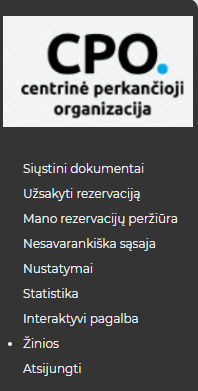 CPO.
centrinė perkančioji
organizacija
Siųstini dokumentai
Užsakyti rezervaciją
Mano rezervacijų peržiūra
Nesavarankiška sąsaja
Nustatymai
Statistika
Interaktyvi pagalba
Žinios
Atsijungti